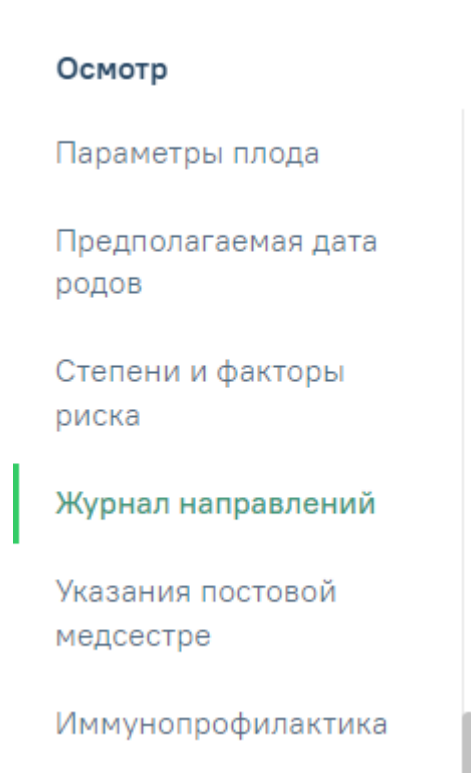 Осмотр
Параметры плода
Предполагаемая дата
родов
Степени и факторы
риска
Журнал направлений
Указания постовой
медсестре
Иммунопрофилактика